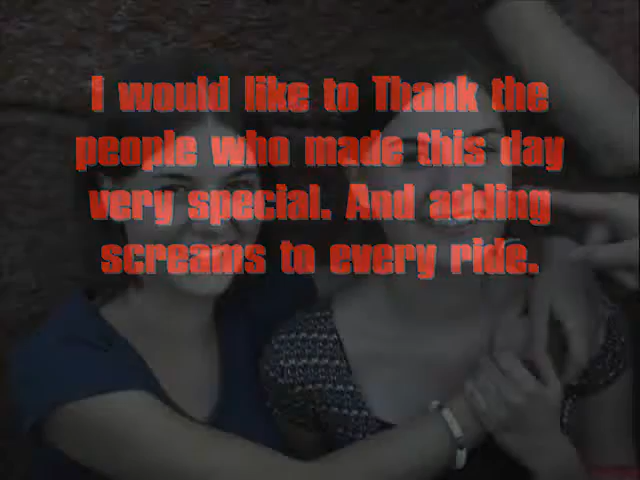 I would like to Thank the
people who made this day
very special. And adding
screams to every ride.